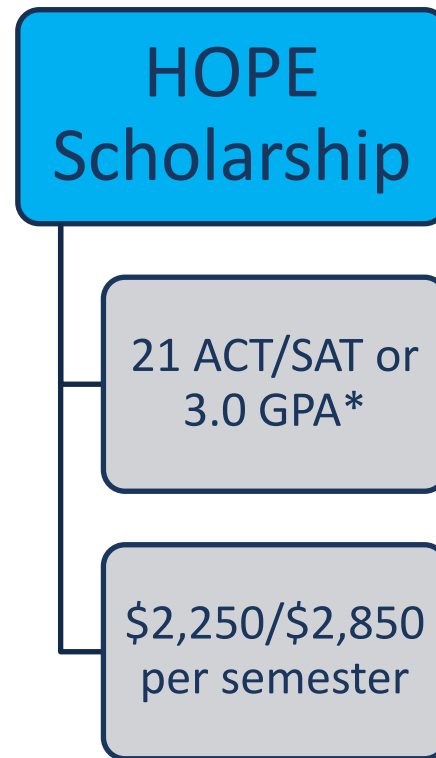 HOPE
Scholarship
21 ACT/SAT or
3.0 GPA*
$2,250/$2,850
per semester